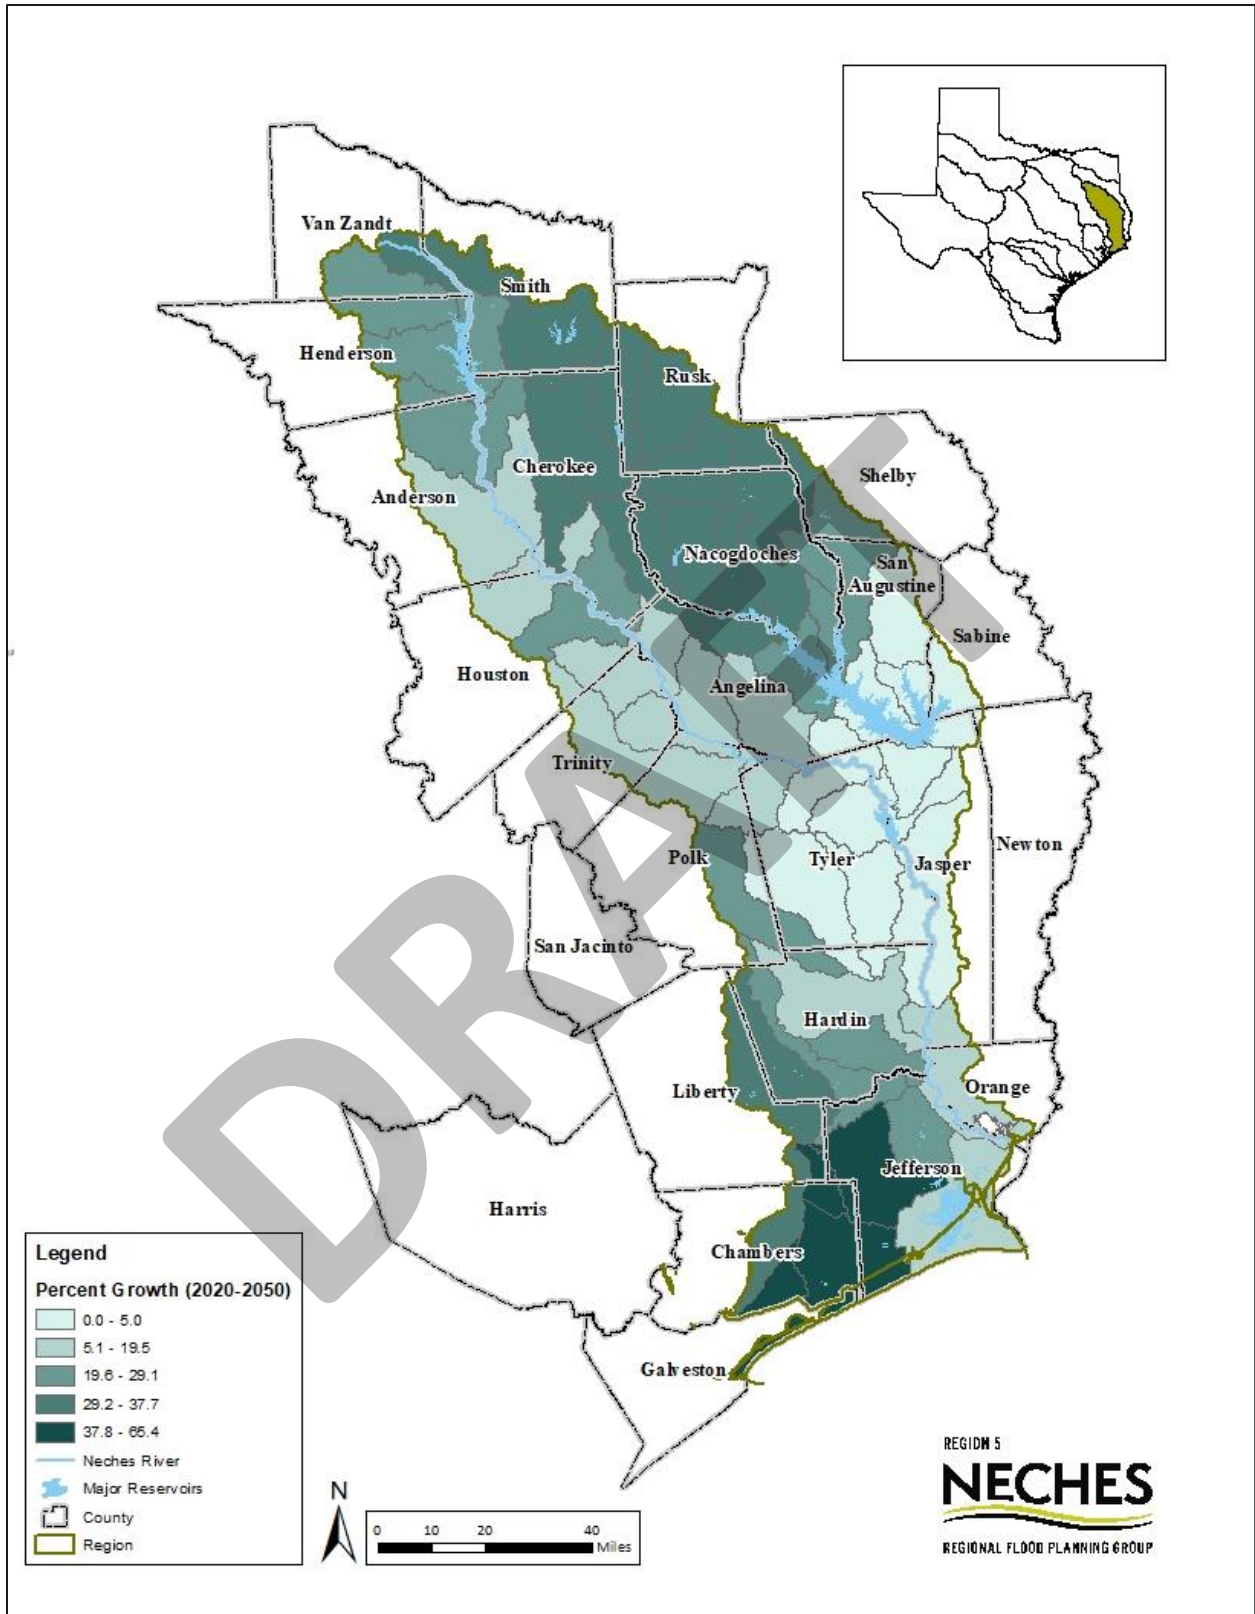 Van Zandt
Smith
Henderson
Rusk
Cherokee
Shelby
Anderson
Nacogdoches
San
Augustine
Sabine
Houston
Angelina
Trinity
Polk
Tyler
Jasper
Newton
San Jacinto
Hardin
Liberty
Orange
Jefferson
Harris
Chambers
Galveston
DRAFT
Legend
Percent Growth (2020-2050)
0.0 - 5.0
5.1 - 19.5
19.6 - 29.1
29.2 - 37.7
37.8 - 65.4
Neches River
Major Reservoirs
County
Region
N
0 10 20 40
Miles
REGION 5
NECHES
REGIONAL FLOOD PLANNING GROUP